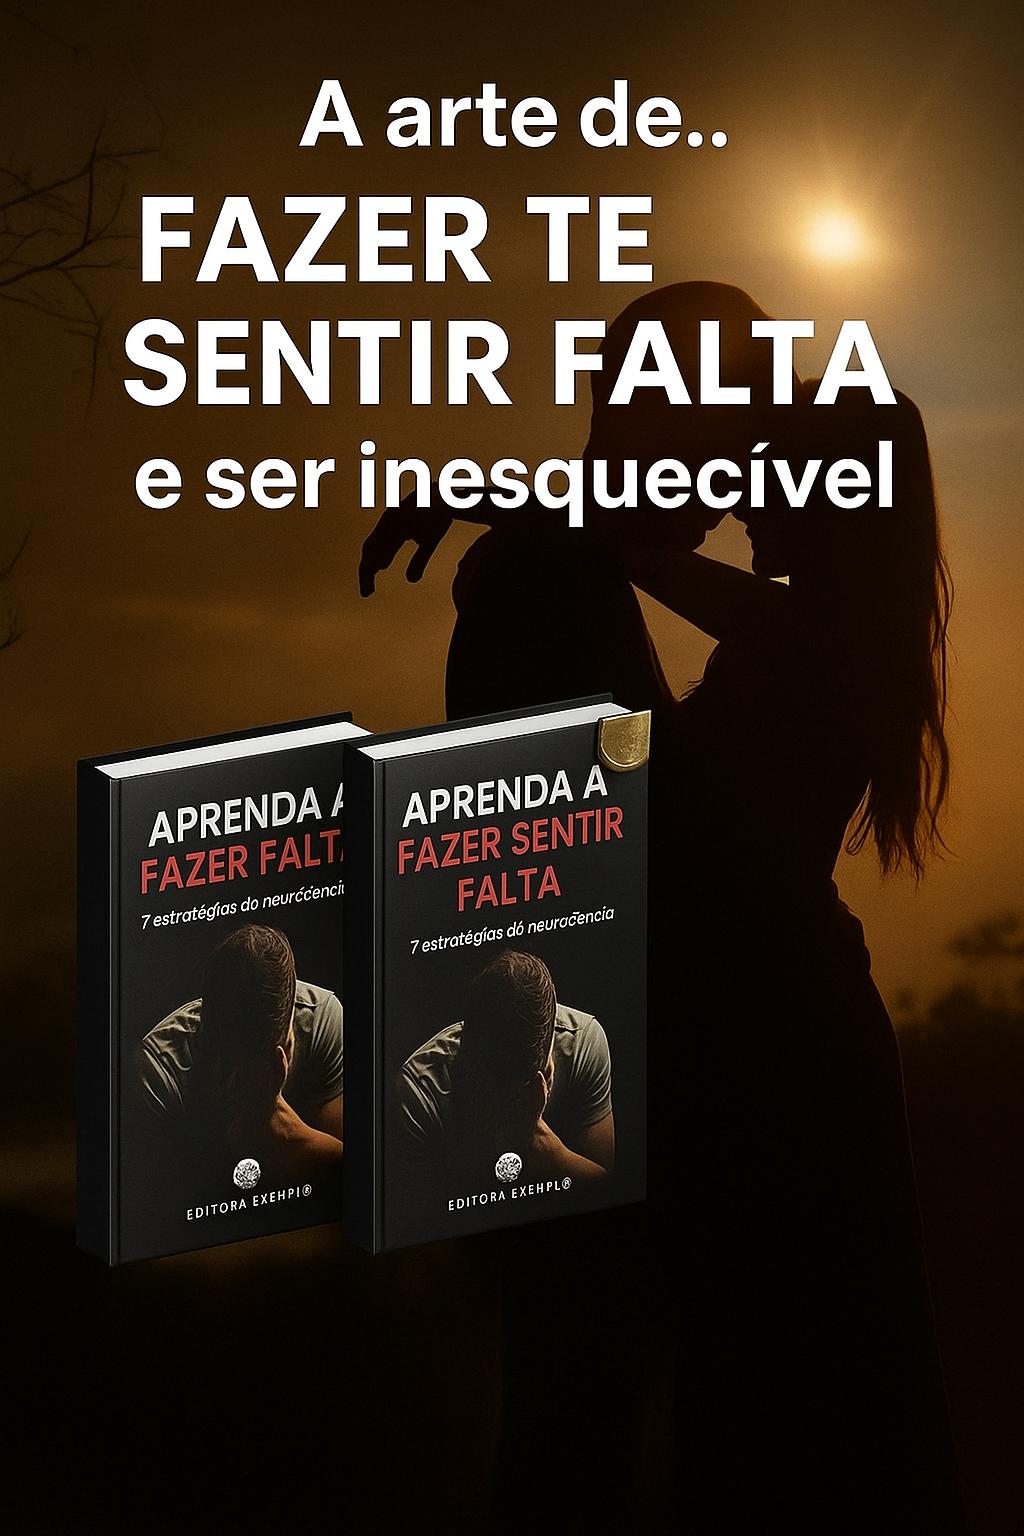 A arte de..
FAZER TE
SENTIR FALTA
e ser inesquecível
APRENDA A
FAZER FALTA
7 estratégias do
EDITORA EXEHPI®
APRENDA A
FAZER SENTIR
FALTA
7 estratégias dó
EDITORA EXEHPL®